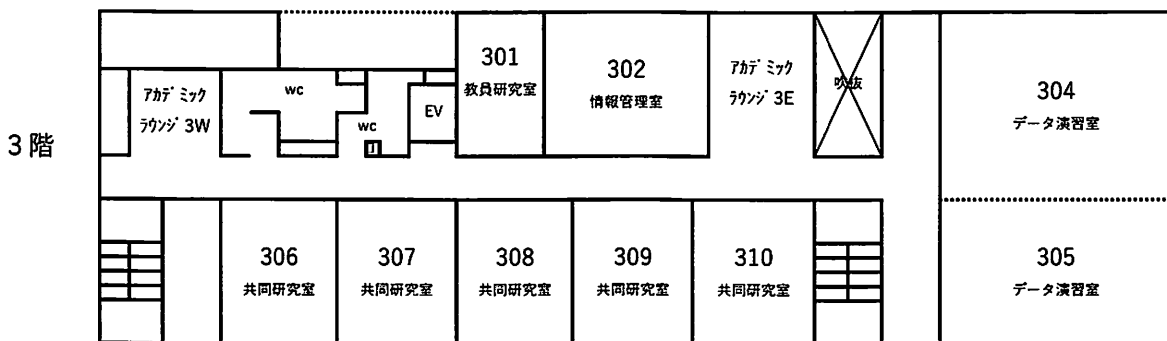 3階
アカデミック
ラウンジ 3W
wc
wc
EV
301
教員研究室
302
情報管理室
アカデミック
ラウンジ 3E
吹抜
304
データ演習室
306
共同研究室
307
共同研究室
308
共同研究室
309
共同研究室
310
共同研究室
305
データ演習室